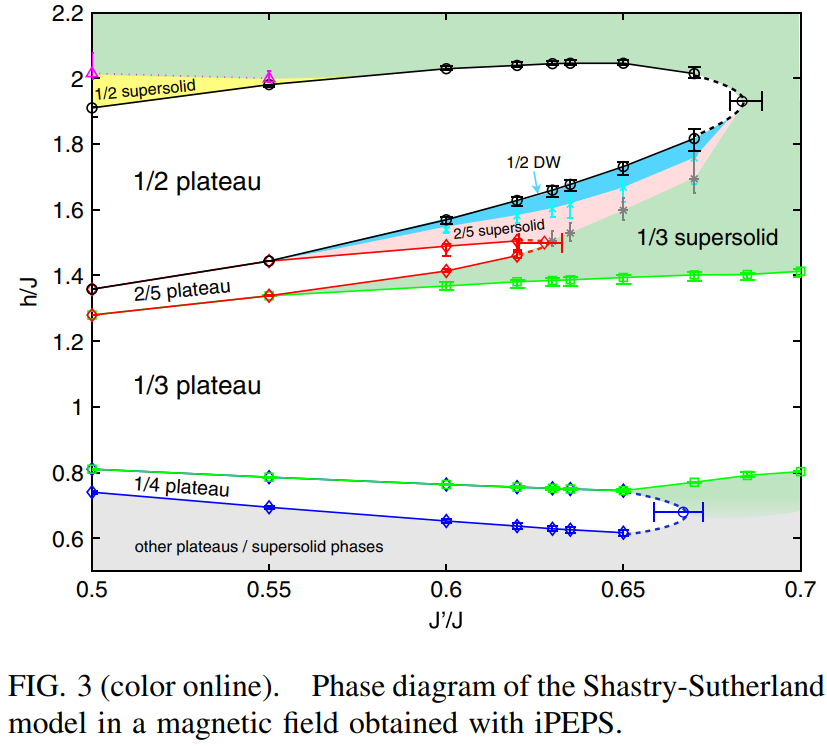 2.2
2
1.8
1.6
1.4
1.2
1
0.8
0.6
h/J
1/2 supersolid
1/2 plateau
1/2 DW
2/5 supersolid
1/3 supersolid
2/5 plateau
1/3 plateau
1/4 plateau
other plateaus / supersolid phases
0.5 0.55 0.6 0.65 0.7
J'/J
FIG. 3 (color online). Phase diagram of the Shastry-Sutherland
model in a magnetic field obtained with iPEPS.